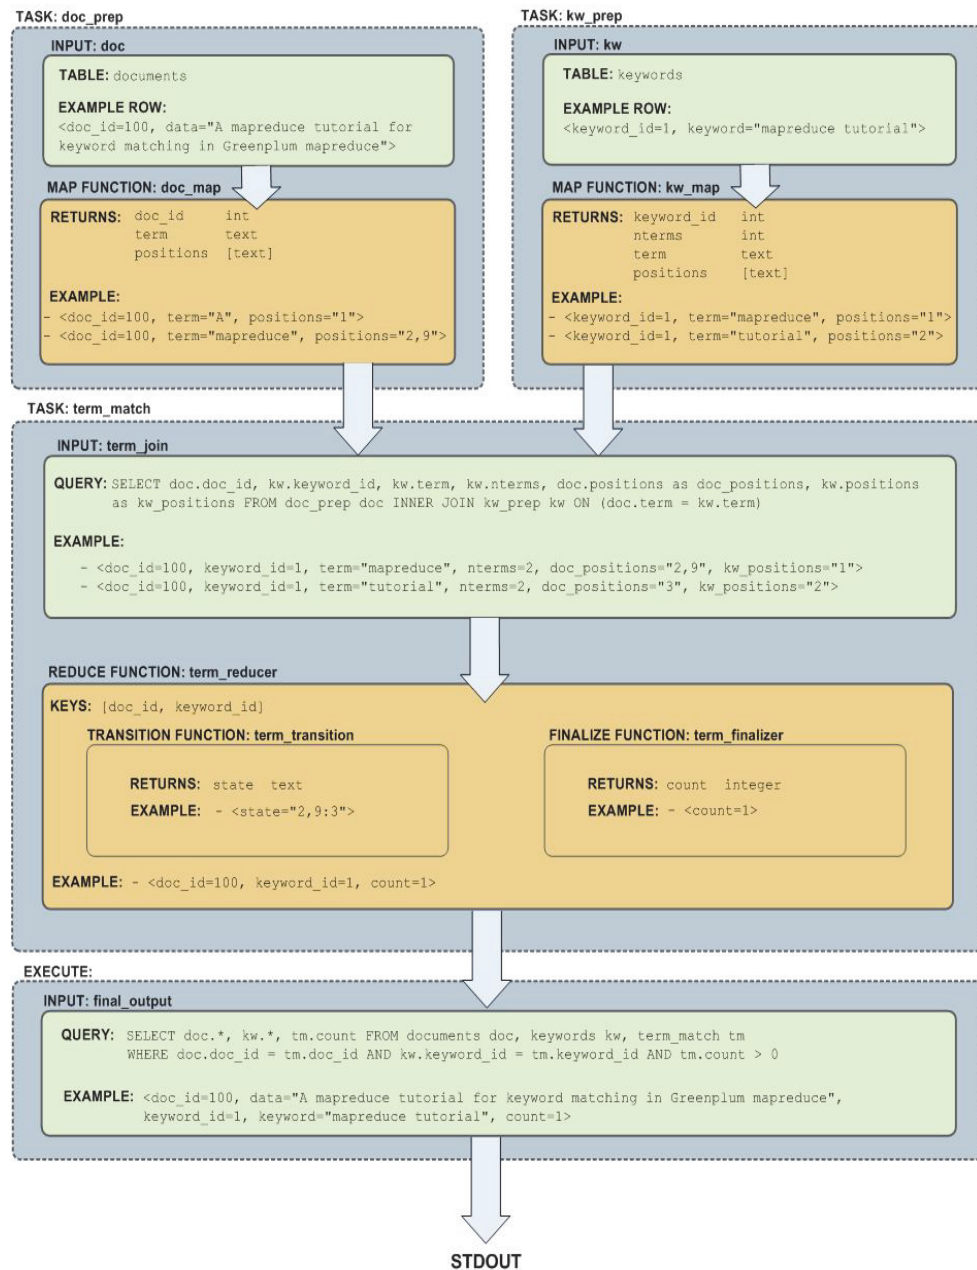 TASK: doc_prep
INPUT: doc
TABLE: documents
EXAMPLE ROW:
<doc_id=100, data="A mapreduce tutorial for
keyword matching in Greenplum mapreduce">
MAP FUNCTION: doc_map
RETURNS: doc_id int
term text
positions [text]
EXAMPLE:
- <doc_id=100, term="A", positions="1">
- <doc_id=100, term="mapreduce", positions="2,9">
TASK: kw_prep
INPUT: kw
TABLE: keywords
EXAMPLE ROW:
<keyword_id=1, keyword="mapreduce tutorial">
MAP FUNCTION: kw_map
RETURNS: keyword_id int
nterms int
term text
positions [text]
EXAMPLE:
- <keyword_id=1, term="mapreduce", positions="1">
- <keyword_id=1, term="tutorial", positions="2">
TASK: term_match
INPUT: term_join
QUERY: SELECT doc.doc_id, kw.keyword_id, kw.term, kw.nterms, doc.positions as doc_positions, kw.positions
as kw_positions FROM doc_prep doc INNER JOIN kw_prep kw ON (doc.term = kw.term)
EXAMPLE:
- <doc_id=100, keyword_id=1, term="mapreduce", nterms=2, doc_positions="2,9", kw_positions="1">
- <doc_id=100, keyword_id=1, term="tutorial", nterms=2, doc_positions="3", kw_positions="2">
REDUCE FUNCTION: term_reducer
KEYS: [doc_id, keyword_id]
TRANSITION FUNCTION: term_transition
RETURNS: state text
EXAMPLE: - <state="2,9:3">
FINALIZE FUNCTION: term_finalizer
RETURNS: count integer
EXAMPLE: - <count=1>
EXAMPLE: - <doc_id=100, keyword_id=1, count=1>
EXECUTE:
INPUT: final_output
QUERY: SELECT doc.*, kw.*, tm.count FROM documents doc, keywords kw, term_match tm
WHERE doc.doc_id = tm.doc_id AND kw.keyword_id = tm.keyword_id AND tm.count > 0
EXAMPLE: <doc_id=100, data="A mapreduce tutorial for keyword matching in Greenplum mapreduce",
keyword_id=1, keyword="mapreduce tutorial", count=1>
STDOUT